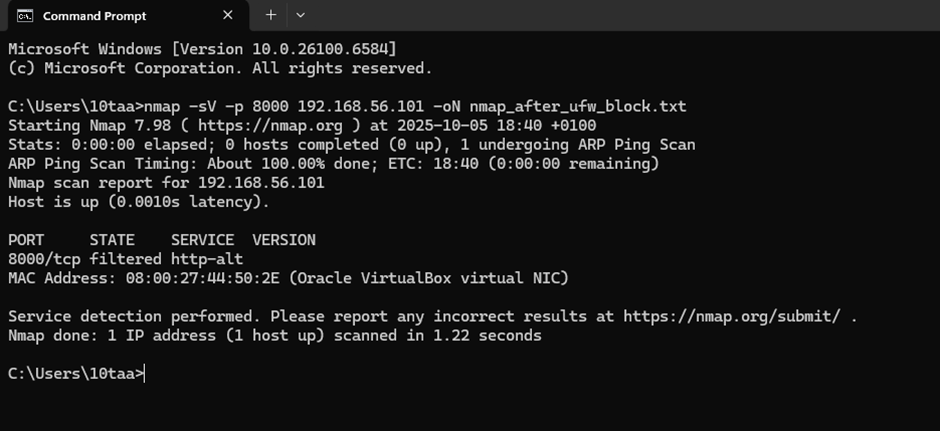 Command Prompt
Microsoft Windows [Version 10.0.26100.6584]
(c) Microsoft Corporation. All rights reserved.
C:\Users\10taa>nmap -sV -p 8000 192.168.56.101 -oN nmap_after_ufw_block.txt
Starting Nmap 7.98 ( https://nmap.org ) at 2025-10-05 18:40 +0100
Stats: 0:00:00 elapsed; 0 hosts completed (0 up), 1 undergoing ARP Ping Scan
ARP Ping Scan Timing: About 100.00% done; ETC: 18:40 (0:00:00 remaining)
Nmap scan report for 192.168.56.101
Host is up (0.0010s latency).
PORT     STATE    SERVICE  VERSION
8000/tcp filtered http-alt
MAC Address: 08:00:27:44:50:2E (Oracle VirtualBox virtual NIC)
Service detection performed. Please report any incorrect results at https://nmap.org/submit/ .
Nmap done: 1 IP address (1 host up) scanned in 1.22 seconds
C:\Users\10taa>